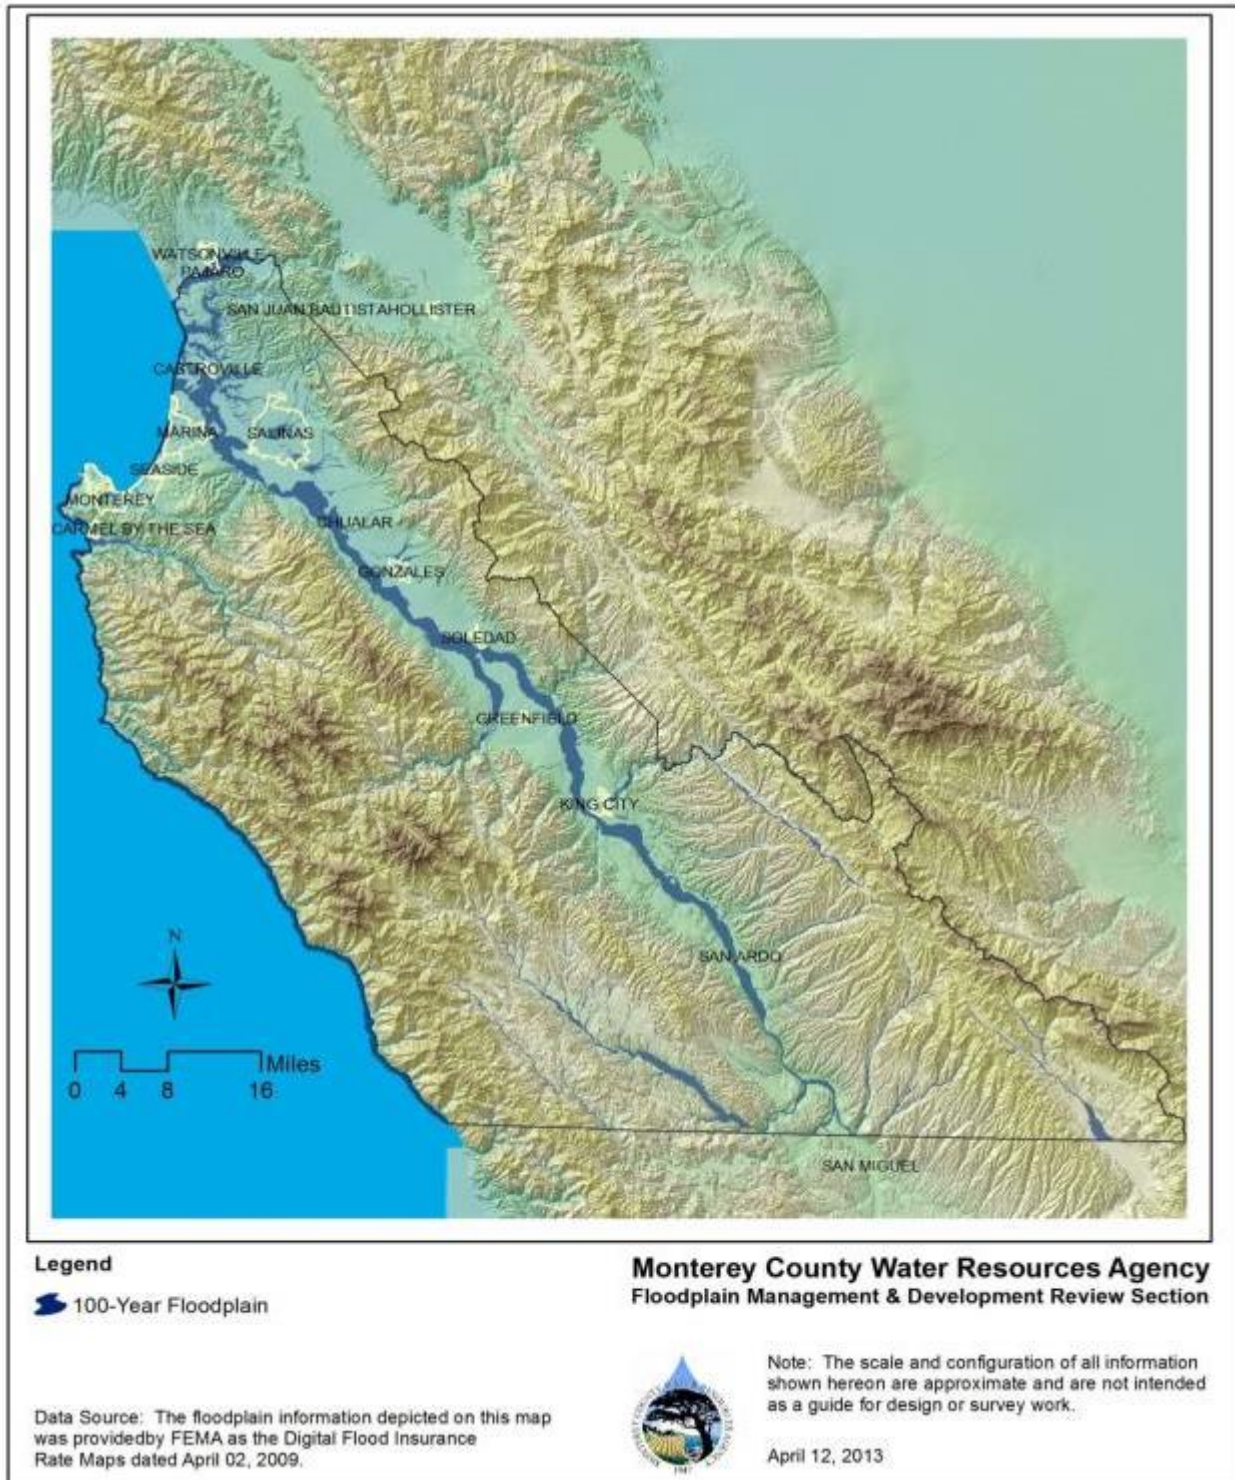 WATSONVILLE
PAJARO
SAN JUAN BAUTISTA HOLLISTER
CASTROVILLE
MARINA
SALINAS
SEASIDE
MONTEREY
CARMEL BY THE SEA
CHUALAR
GONZALES
SOLEDAD
GREENFIELD
KING CITY
SAN ARDO
N
Miles
0 4 8 16
SAN MIGUEL
Legend
100-Year Floodplain
Data Source: The floodplain information depicted on this map
was providedby FEMA as the Digital Flood Insurance
Rate Maps dated April 02, 2009.
Monterey County Water Resources Agency
Floodplain Management & Development Review Section
Note: The scale and configuration of all information
shown hereon are approximate and are not intended
as a guide for design or survey work.
April 12, 2013